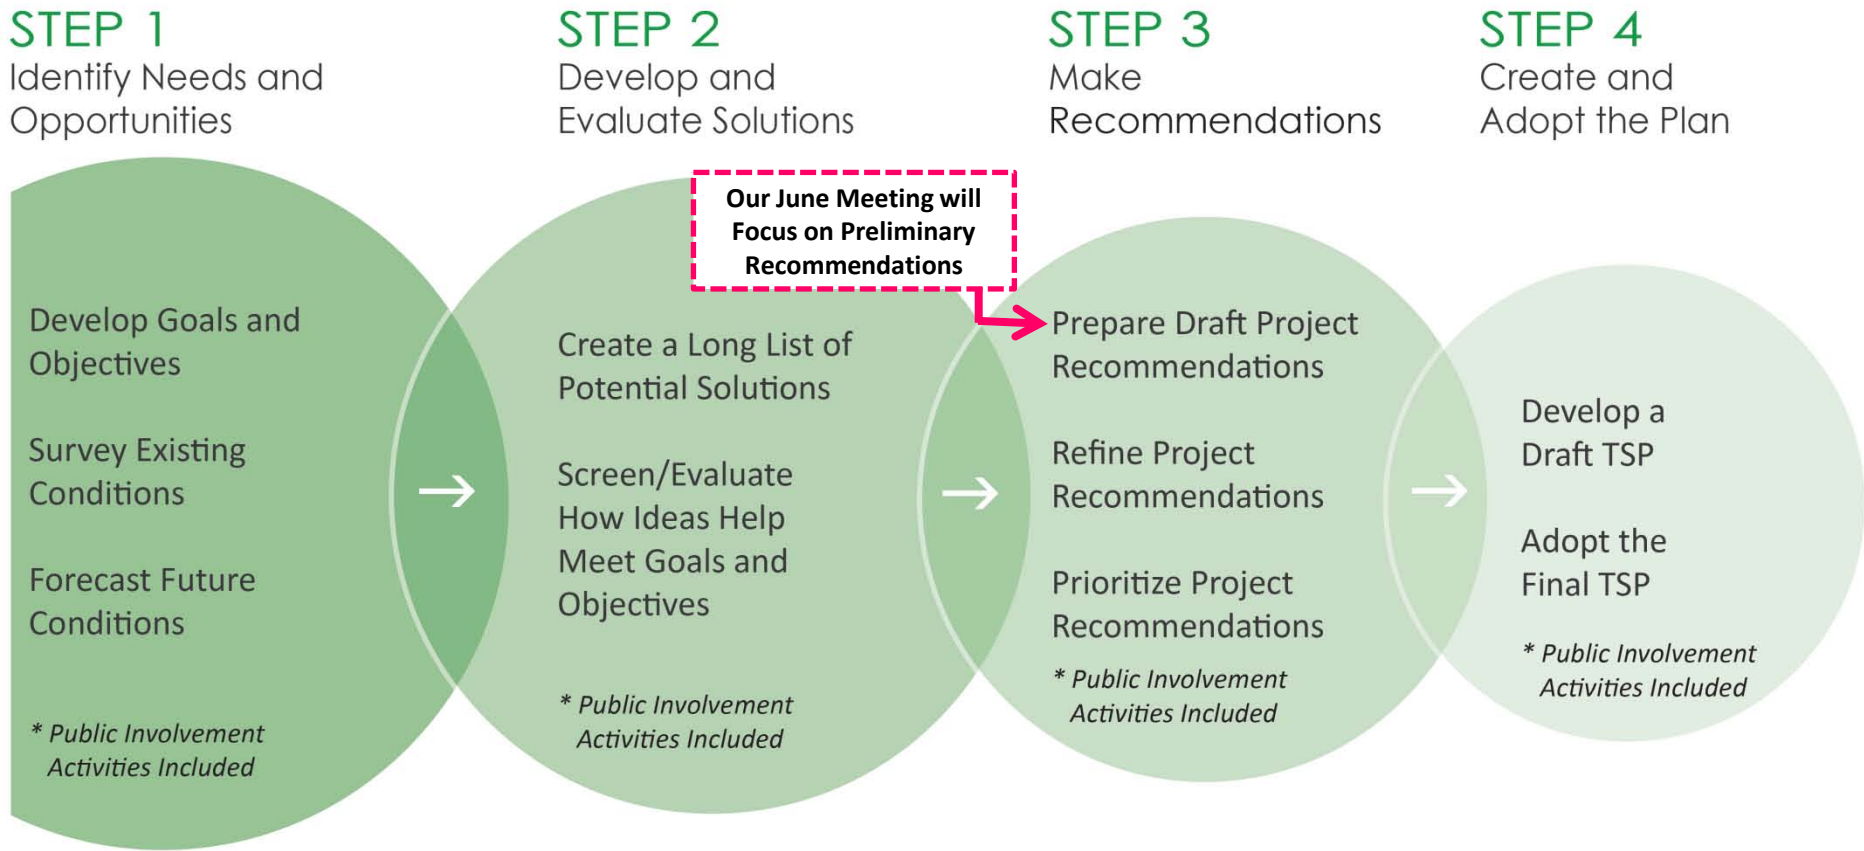 STEP 1
Identify Needs and
Opportunities
STEP 2
Develop and
Evaluate Solutions
STEP 3
Make
Recommendations
STEP 4
Create and
Adopt the Plan
Our June Meeting will
Focus on Preliminary
Recommendations
Develop Goals and
Objectives
Survey Existing
Conditions
Forecast Future
Conditions
* Public Involvement
Activities Included
Create a Long List of
Potential Solutions
Screen/Evaluate
How Ideas Help
Meet Goals and
Objectives
* Public Involvement
Activities Included
Prepare Draft Project
Recommendations
Refine Project
Recommendations
Prioritize Project
Recommendations
* Public Involvement
Activities Included
Develop a
Draft TSP
Adopt the
Final TSP
* Public Involvement
Activities Included